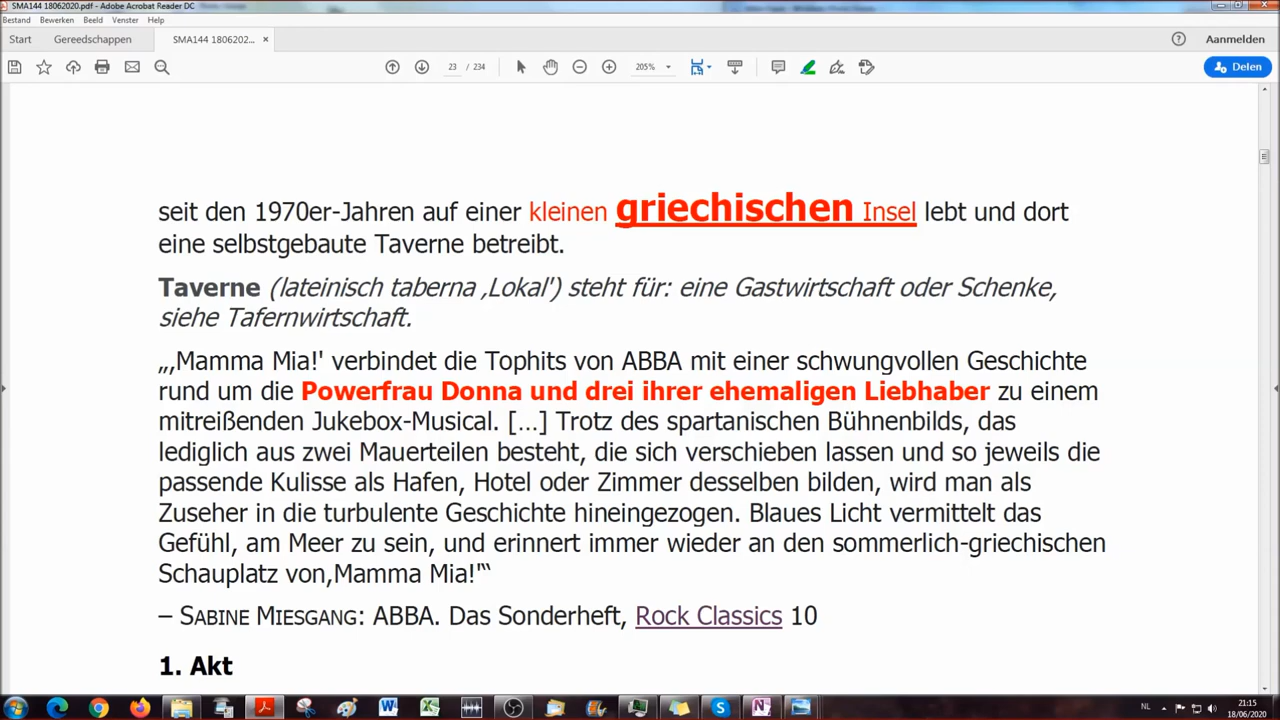 SMA144 18062020.pdf - Adobe Acrobat Reader DC
Bestand Bewerken Beeld Venster Help
Start Gereedschappen SMA144 1806202... × Aanmelden
23 / 234 205% Delen
seit den 1970er-Jahren auf einer kleinen griechischen Insel lebt und dort
eine selbstgebaute Taverne betreibt.
Taverne (lateinisch taberna ‚Lokal') steht für: eine Gastwirtschaft oder Schenke,
siehe Tafernwirtschaft.
„‚Mamma Mia!' verbindet die Tophits von ABBA mit einer schwungvollen Geschichte
rund um die Powerfrau Donna und drei ihrer ehemaligen Liebhaber zu einem
mitreißenden Jukebox-Musical. […] Trotz des spartanischen Bühnenbilds, das
lediglich aus zwei Mauerteilen besteht, die sich verschieben lassen und so jeweils die
passende Kulisse als Hafen, Hotel oder Zimmer desselben bilden, wird man als
Zuseher in die turbulente Geschichte hineingezogen. Blaues Licht vermittelt das
Gefühl, am Meer zu sein, und erinnert immer wieder an den sommerlich-griechischen
Schauplatz von‚Mamma Mia!'“
– SABINE MIESGANG: ABBA. Das Sonderheft, Rock Classics 10
1. Akt
NL 21:15
18/06/2020